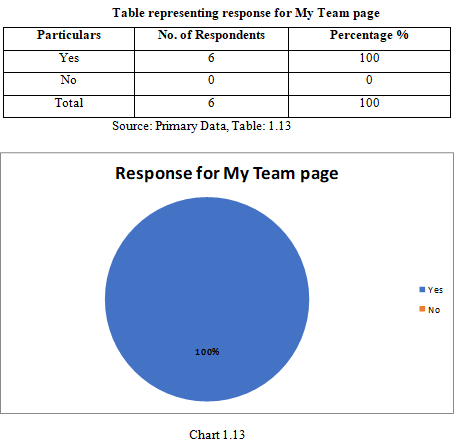 Table representing response for My Team page
Particulars No. of Respondents Percentage %
Yes 6 100
No 0 0
Total 6 100
Source: Primary Data, Table: 1.13
Response for My Team page
Yes
No
100%
Chart 1.13